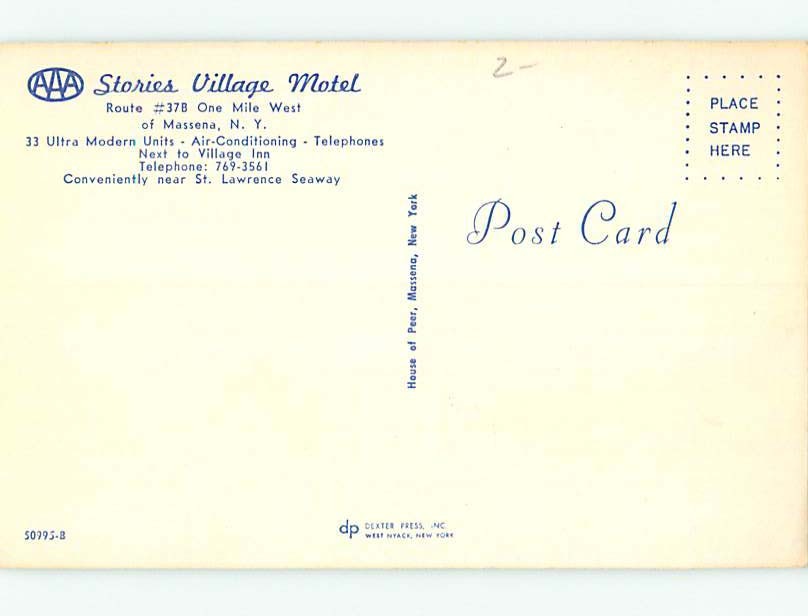 AAA Stories Village Motel
Route #37B One Mile West
of Massena, N. Y.
33 Ultra Modern Units - Air-Conditioning - Telephones
Next to Village Inn
Telephone: 769-3561
Conveniently near St. Lawrence Seaway
2-
PLACE
STAMP
HERE
Post Card
House of Peer, Massena, New York
50995-B
dp DEXTER PRESS, INC.
WEST NYACK, NEW YORK